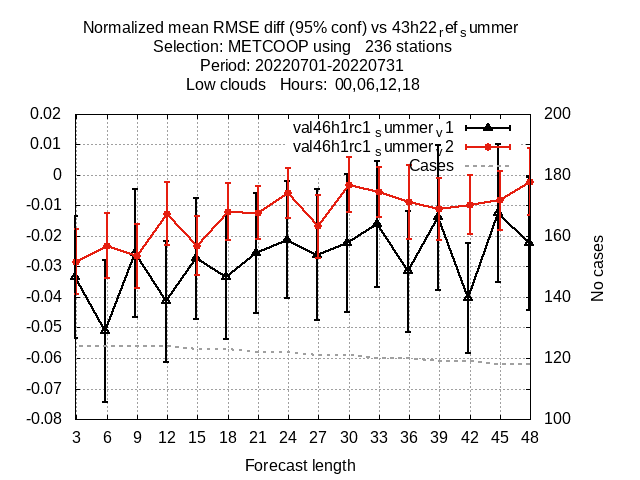 Normalized mean RMSE diff (95% conf) vs 43h22ref_summer
Selection: METCOOP using   236 stations
Period: 20220701-20220731
Low clouds   Hours:  00,06,12,18
0.02
0.01
0
-0.01
-0.02
-0.03
-0.04
-0.05
-0.06
-0.07
-0.08
200
180
160
140
120
100
val46h1rc1summerv1
val46h1rc1summerv2
Cases
No cases
3 6 9 12 15 18 21 24 27 30 33 36 39 42 45 48
Forecast length